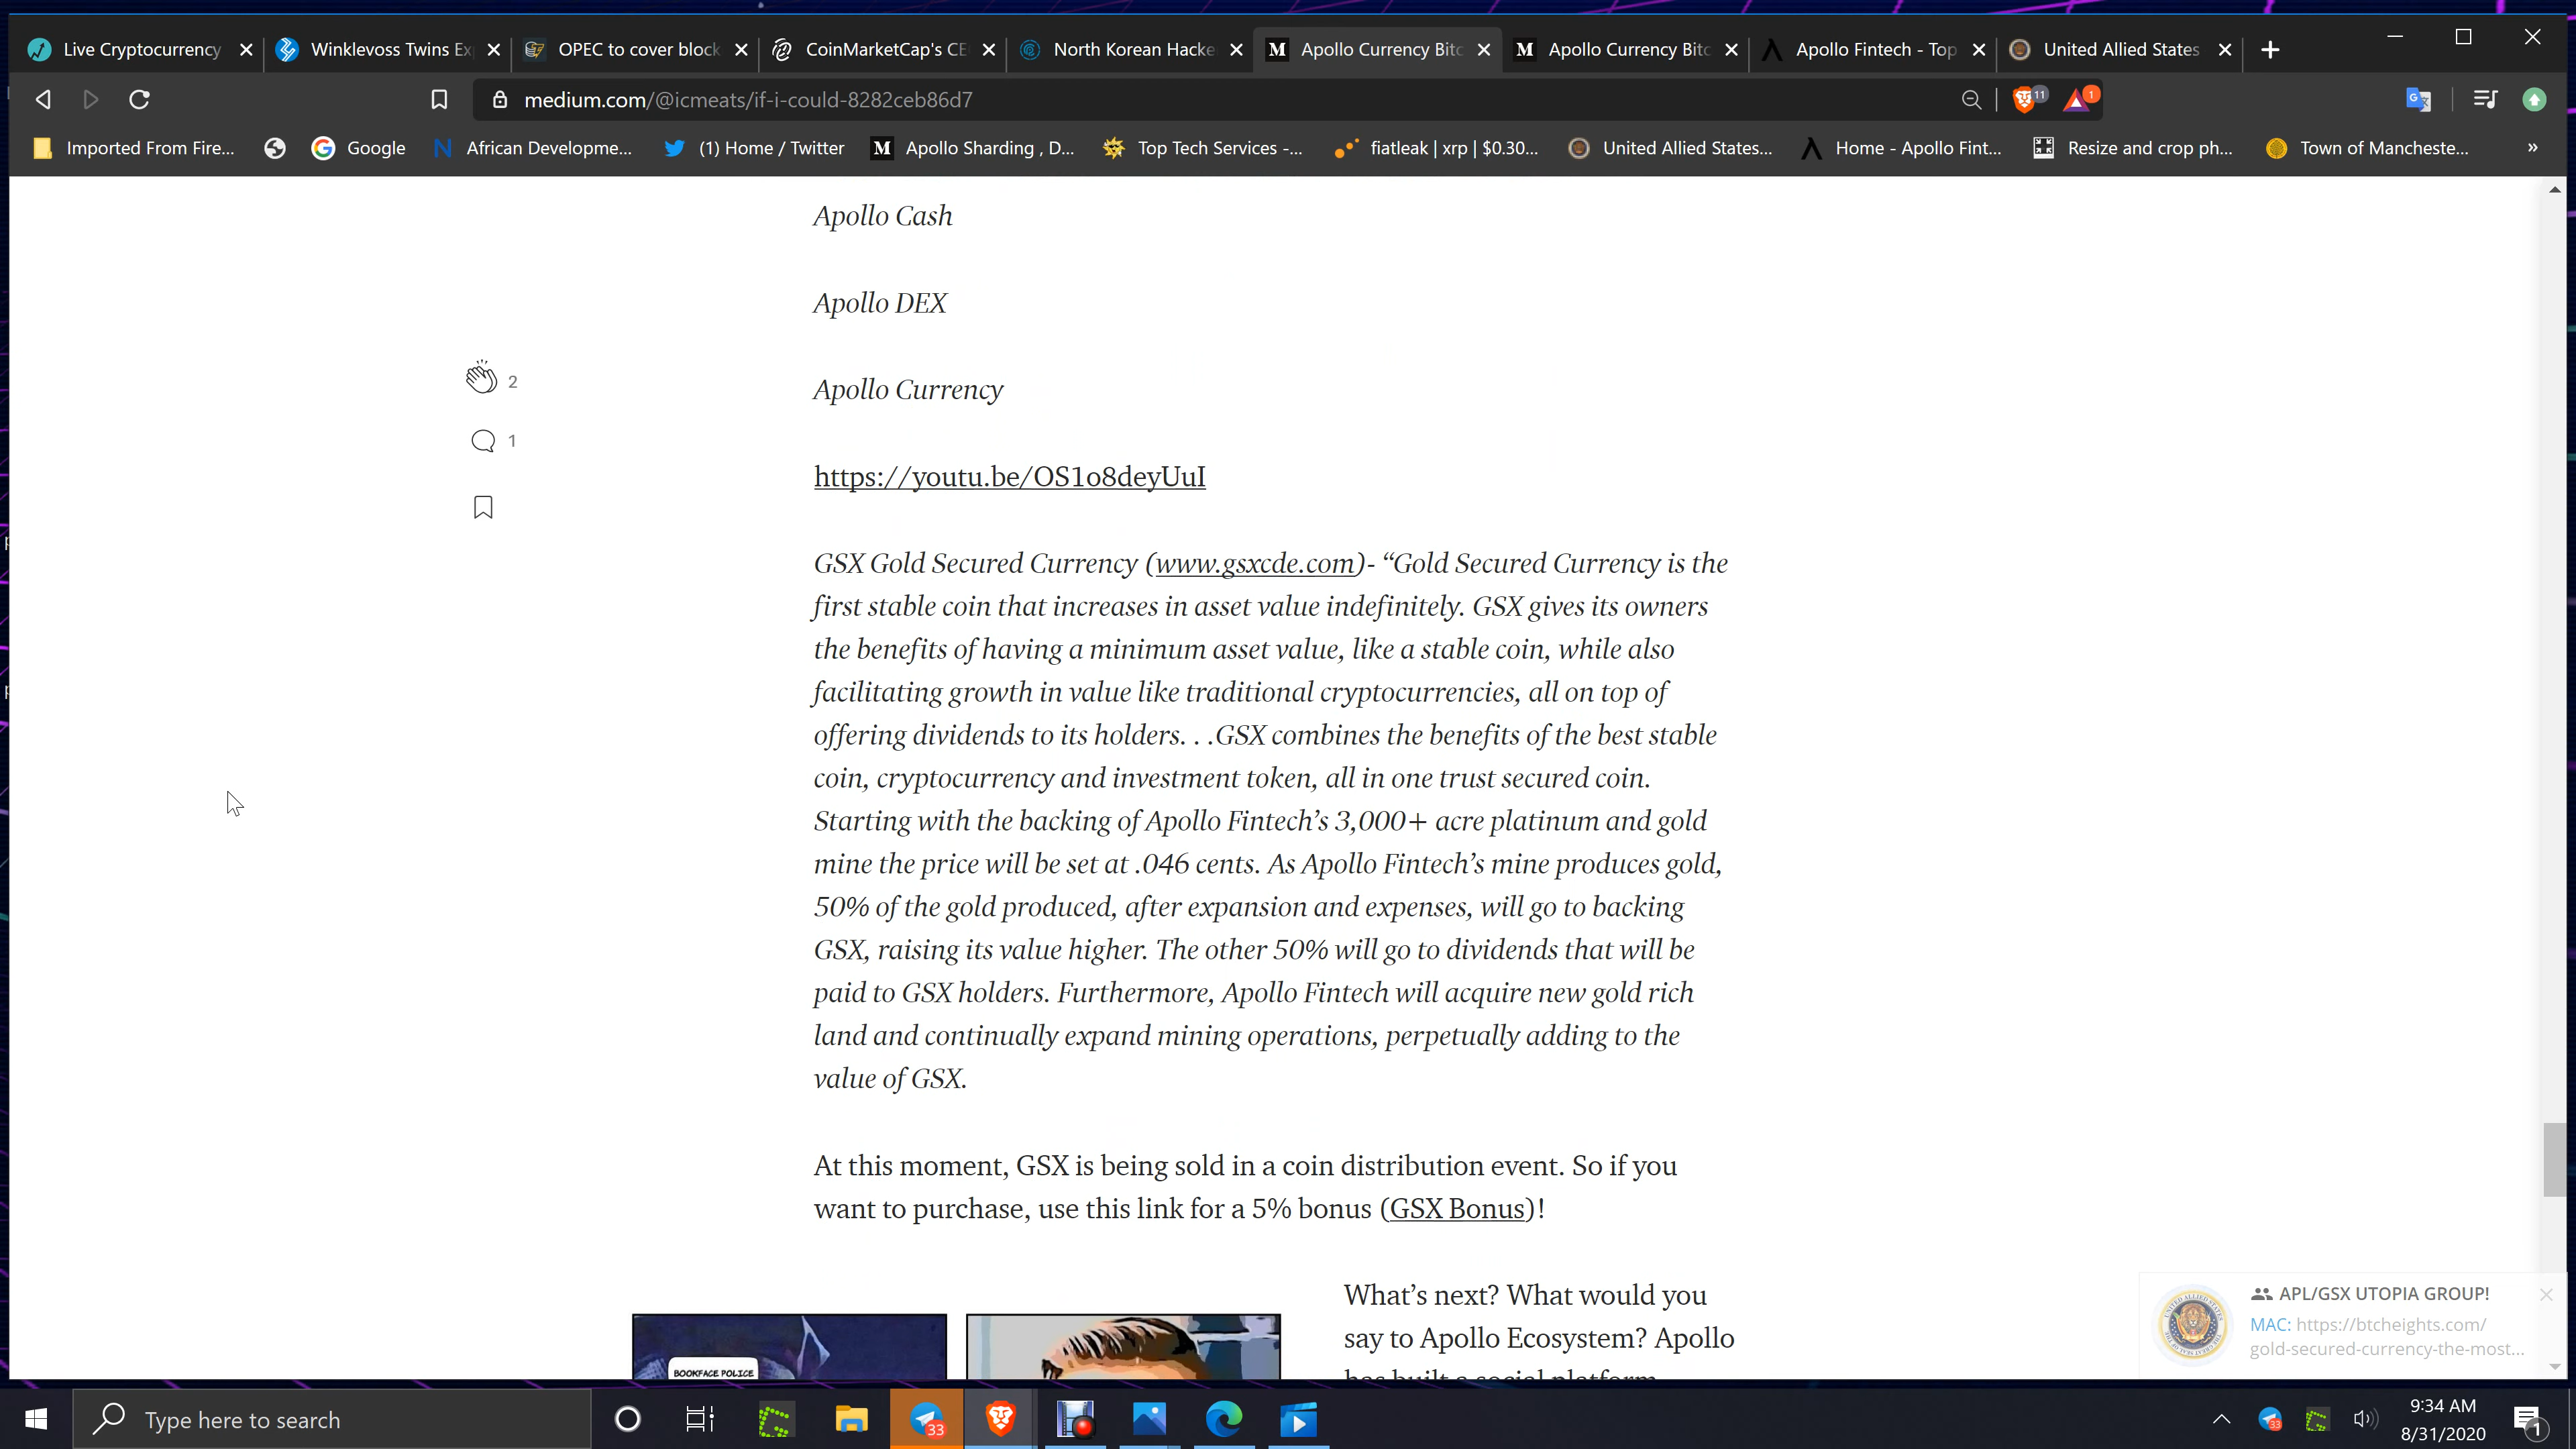 Live Cryptocurrency
Winklevoss Twins Ex
OPEC to cover block
CoinMarketCap's CE
North Korean Hacke
Apollo Currency Bitc
Apollo Currency Bitc
Apollo Fintech - Top
United Allied States
medium.com/@icmeats/if-i-could-8282ceb86d7
11
1
Imported From Fire...
Google
African Developme...
(1) Home / Twitter
Apollo Sharding , D...
Top Tech Services -...
fiatleak | xrp | $0.30...
United Allied States...
Home - Apollo Fint...
Resize and crop ph...
Town of Mancheste...
»
Apollo Cash
Apollo DEX
2
Apollo Currency
1
https://youtu.be/OS1o8deyUuI
GSX Gold Secured Currency (www.gsxcde.com)- “Gold Secured Currency is the
first stable coin that increases in asset value indefinitely. GSX gives its owners
the benefits of having a minimum asset value, like a stable coin, while also
facilitating growth in value like traditional cryptocurrencies, all on top of
offering dividends to its holders. . .GSX combines the benefits of the best stable
coin, cryptocurrency and investment token, all in one trust secured coin.
Starting with the backing of Apollo Fintech’s 3,000+ acre platinum and gold
mine the price will be set at .046 cents. As Apollo Fintech’s mine produces gold,
50% of the gold produced, after expansion and expenses, will go to backing
GSX, raising its value higher. The other 50% will go to dividends that will be
paid to GSX holders. Furthermore, Apollo Fintech will acquire new gold rich
land and continually expand mining operations, perpetually adding to the
value of GSX.
At this moment, GSX is being sold in a coin distribution event. So if you
want to purchase, use this link for a 5% bonus (GSX Bonus)!
What’s next? What would you
say to Apollo Ecosystem? Apollo
has built a social platform
BOOKFACE POLICE
APL/GSX UTOPIA GROUP!
MAC: https://btcheights.com/
gold-secured-currency-the-most...
Type here to search
33
33
9:34 AM
8/31/2020
1